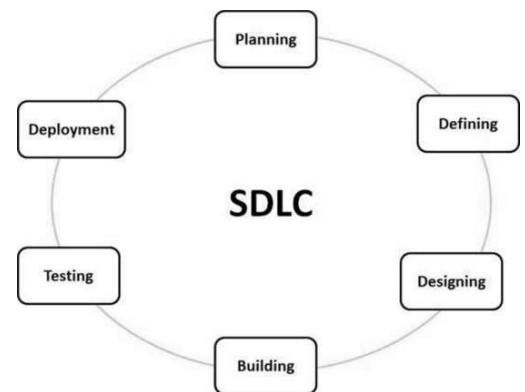 Planning
Defining
Designing
Building
Testing
Deployment
SDLC